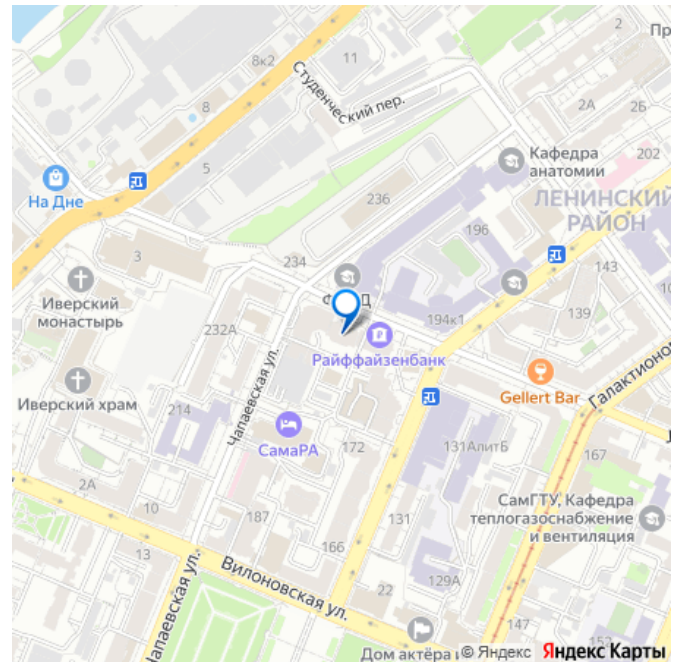 2
Пр
11
8к2
Студенческий пер.
2А
2Б
8
5
Кафедра
анатомии
202
На Дне
236
ЛЕНИНСКИЙ
РАЙОН
196
3
234
143
Иверский
монастырь
232А
194к1
139
Райффайзенбанк
Чапаевская ул.
Gellert Bar
Галактионов
Иверский храм
214
СамаРА
172
131АлитБ
167
2А
10
187
СамГТУ, Кафедра
теплогазоснабжение
и вентиляция
131
166
13
Вилоновская ул.
129А
22
147
Чапаевская ул.
Дом актёра и
© Яндекс Яндекс Карты